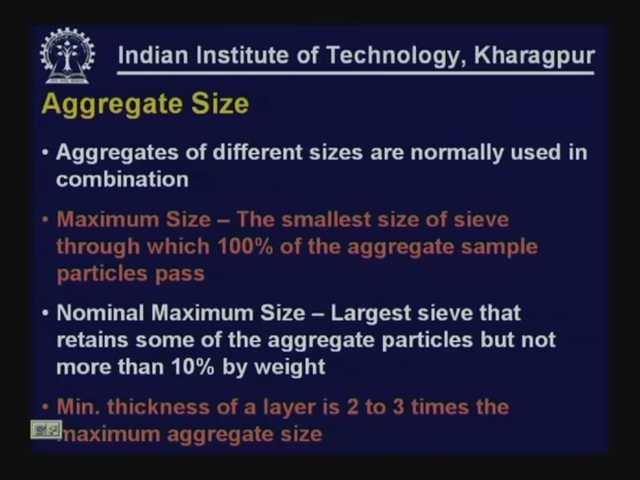 Indian Institute of Technology, Kharagpur
Aggregate Size
• Aggregates of different sizes are normally used in
combination
• Maximum Size – The smallest size of sieve
through which 100% of the aggregate sample
particles pass
• Nominal Maximum Size – Largest sieve that
retains some of the aggregate particles but not
more than 10% by weight
• Min. thickness of a layer is 2 to 3 times the
maximum aggregate size